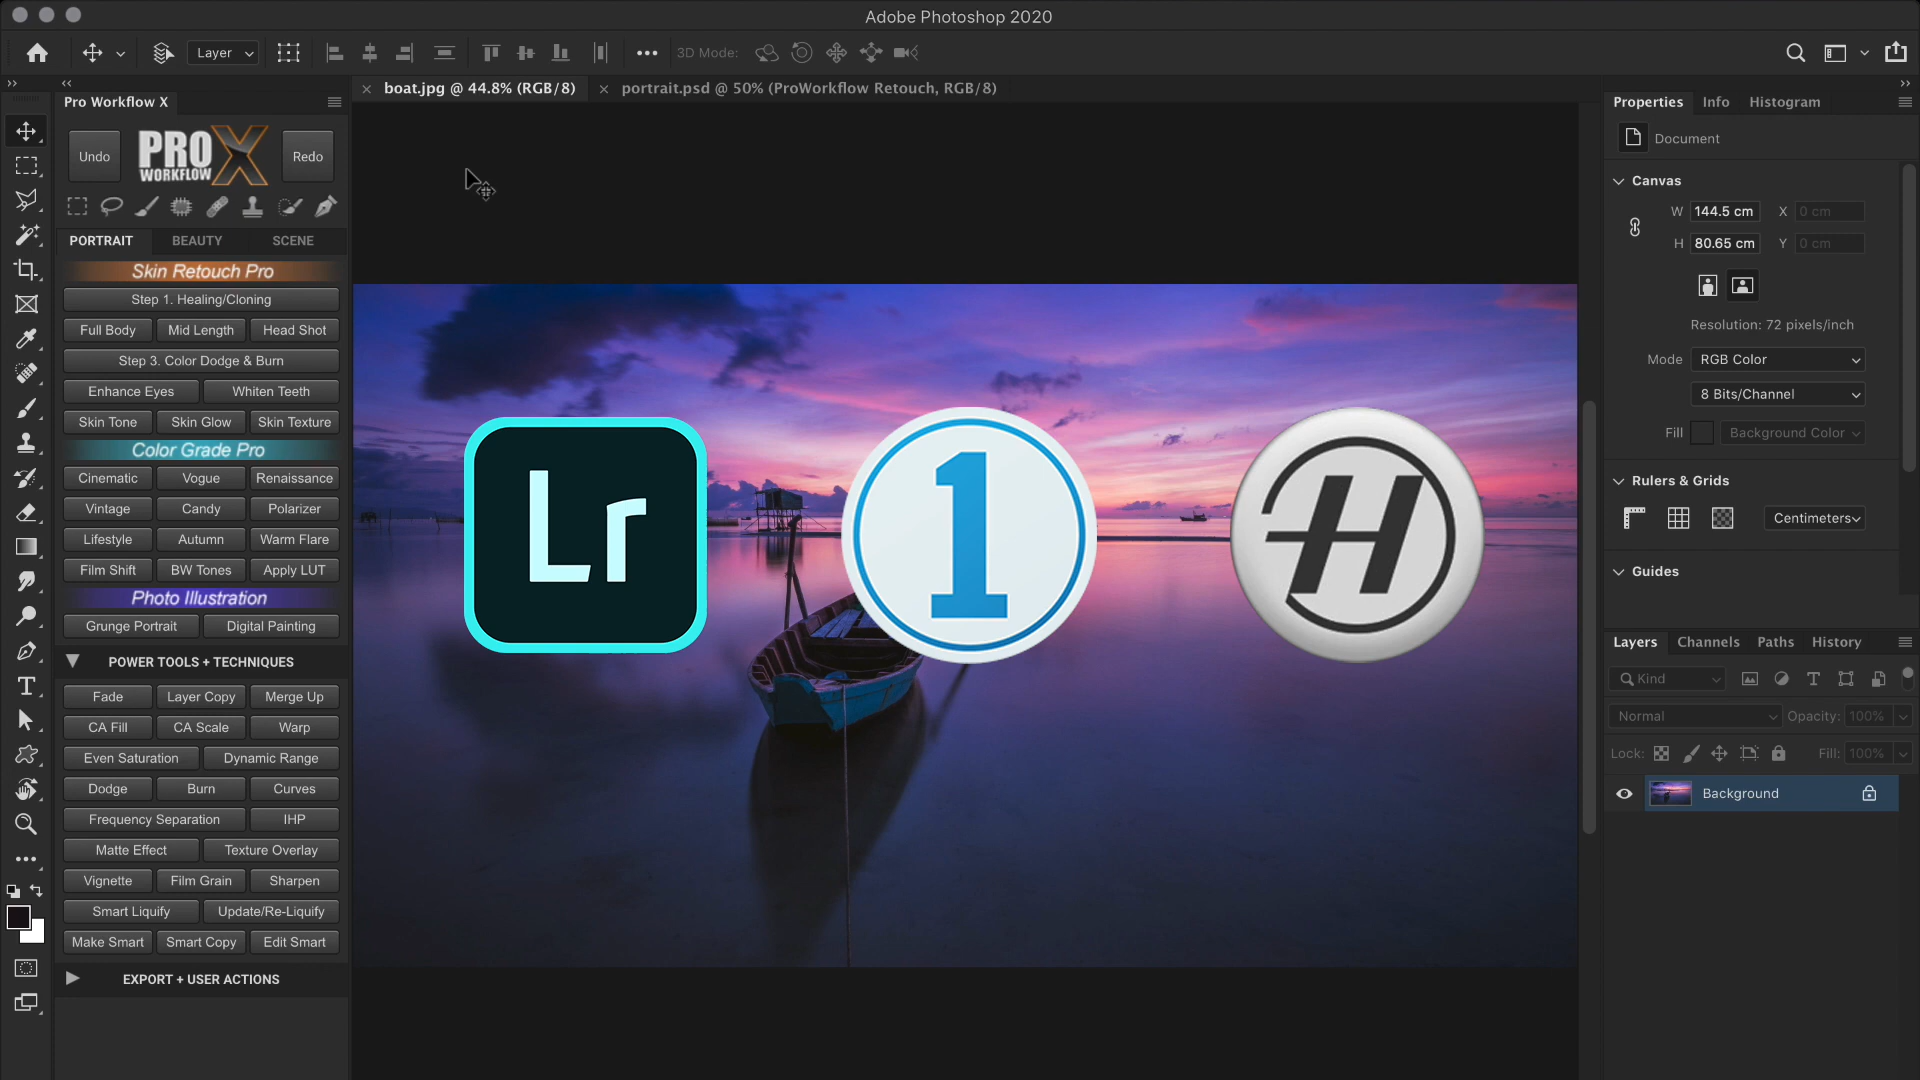 Adobe Photoshop 2020
Layer
3D Mode:
boat.jpg @ 44.8% (RGB/8)
portrait.psd @ 50% (ProWorkflow Retouch, RGB/8)
Pro Workflow X
Undo
PRO X
WORKFLOW
Redo
PORTRAIT BEAUTY SCENE
Skin Retouch Pro
Step 1. Healing/Cloning
Full Body Mid Length Head Shot
Step 3. Color Dodge & Burn
Enhance Eyes Whiten Teeth
Skin Tone Skin Glow Skin Texture
Color Grade Pro
Cinematic Vogue Renaissance
Vintage Candy Polarizer
Lifestyle Autumn Warm Flare
Film Shift BW Tones Apply LUT
Photo Illustration
Grunge Portrait Digital Painting
POWER TOOLS + TECHNIQUES
Fade Layer Copy Merge Up
CA Fill CA Scale Warp
Even Saturation Dynamic Range
Dodge Burn Curves
Frequency Separation IHP
Matte Effect Texture Overlay
Vignette Film Grain Sharpen
Smart Liquify Update/Re-Liquify
Make Smart Smart Copy Edit Smart
EXPORT + USER ACTIONS
Lr
1
H
Properties Info Histogram
Document
Canvas
W 144.5 cm X 0 cm
H 80.65 cm Y 0 cm
Resolution: 72 pixels/inch
Mode RGB Color
8 Bits/Channel
Fill Background Color
Rulers & Grids
Centimeters
Guides
Layers Channels Paths History
Kind
Normal Opacity: 100%
Lock: Fill: 100%
Background